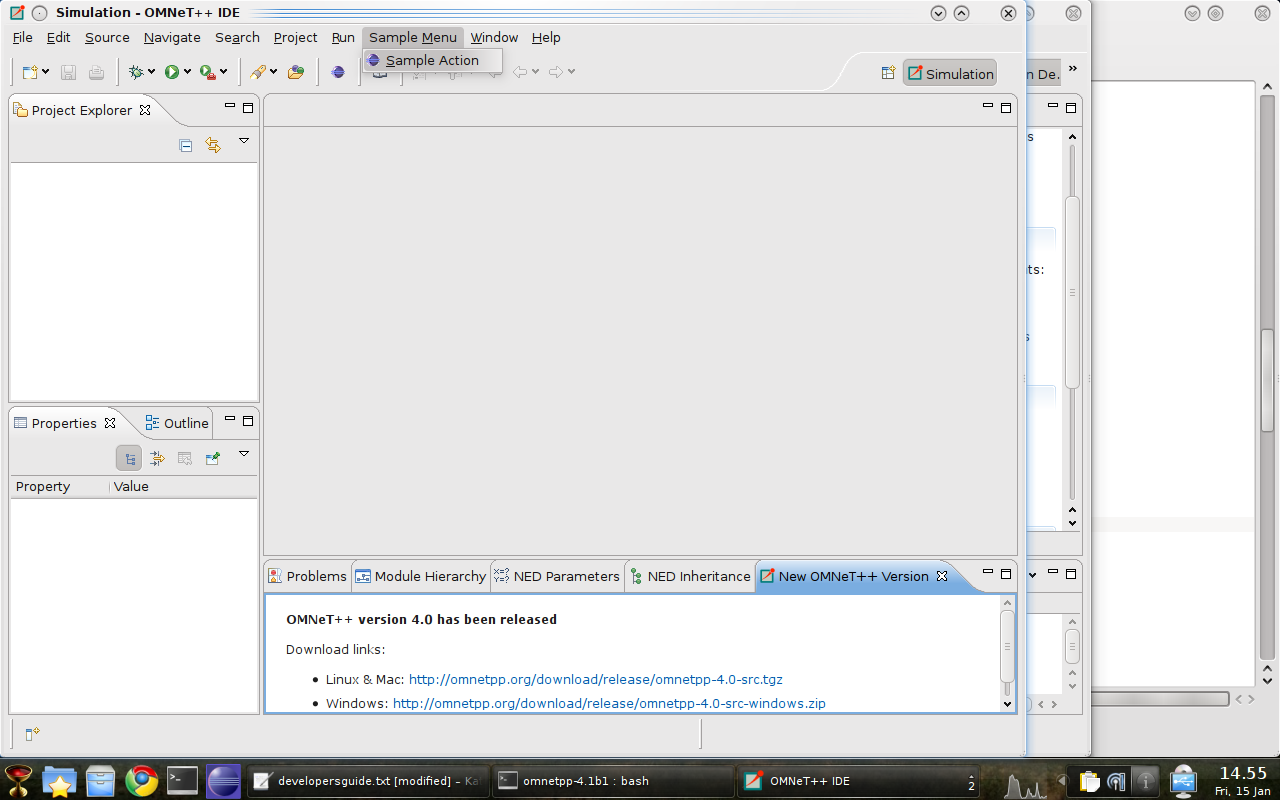 Simulation - OMNeT++ IDE
File Edit Source Navigate Search Project Run Sample Menu Window Help
Sample Action
Simulation
n De.
»
Project Explorer
s
ts:
s
Properties Outline
Property Value
Problems Module Hierarchy NED Parameters NED Inheritance New OMNeT++ Version
OMNeT++ version 4.0 has been released
Download links:
• Linux & Mac: http://omnetpp.org/download/release/omnetpp-4.0-src.tgz
• Windows: http://omnetpp.org/download/release/omnetpp-4.0-src-windows.zip
developersguide.txt [modified] – Ka
omnetpp-4.1b1 : bash
OMNeT++ IDE
2
14.55
Fri, 15 Jan